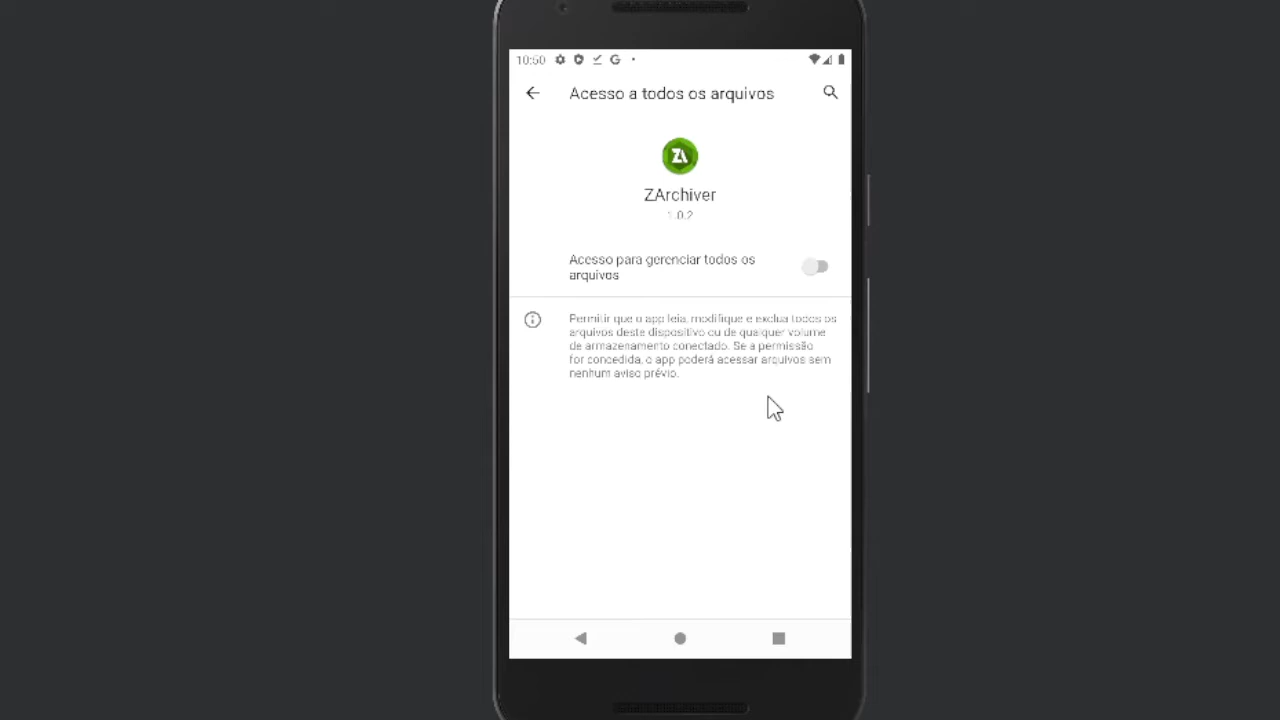 10:50
Acesso a todos os arquivos
ZArchiver
1.0.2
Acesso para gerenciar todos os
arquivos
Permitir que o app leia, modifique e exclua todos os
arquivos deste dispositivo ou de qualquer volume
de armazenamento conectado. Se a permissão
for concedida, o app poderá acessar arquivos sem
nenhum aviso prévio.